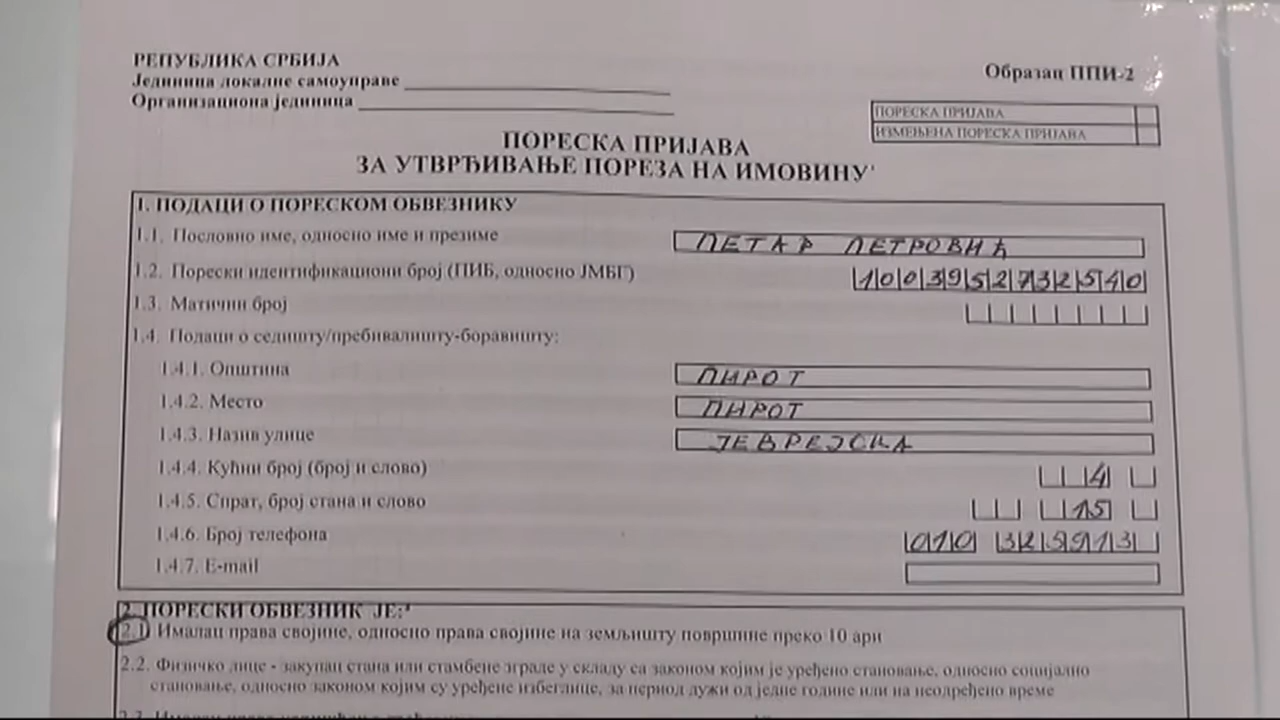 РЕПУБЛИКА СРБИЈА
Јединица локалне самоуправе
Организациона јединица
Образац ППИ-2
ПОРЕСКА ПРИЈАВА
ИЗМЕЊЕНА ПОРЕСКА ПРИЈАВА
ПОРЕСКА ПРИЈАВА
ЗА УТВРЂИВАЊЕ ПОРЕЗА НА ИМОВИНУ
1. ПОДАЦИ О ПОРЕСКОМ ОБВЕЗНИКУ
1.1. Пословно име, односно име и презиме ПЕТАР ПЕТРОВИЋ
1.2. Порески идентификациони број (ПИБ, односно ЈМБГ) 1003952732540
1.3. Матични број
1.4. Подаци о седишту/пребивалишту-боравишту:
1.4.1. Општина ПИРОТ
1.4.2. Место ПИРОТ
1.4.3. Назив улице ЈЕВРЕЈСКА
1.4.4. Кућни број (број и слово) 4
1.4.5. Спрат, број стана и слово 15
1.4.6. Број телефона 010 325913
1.4.7. E-mail
2. ПОРЕСКИ ОБВЕЗНИК ЈЕ:
2.1 Ималац права својине, односно права својине на земљишту површине преко 10 ари
2.2. Физичко лице - закупац стана или стамбене зграде у складу са законом којим је уређено становање, односно социјално
становање, односно законом којим су уређене избеглице, за период дужи од једне године или на неодређено време